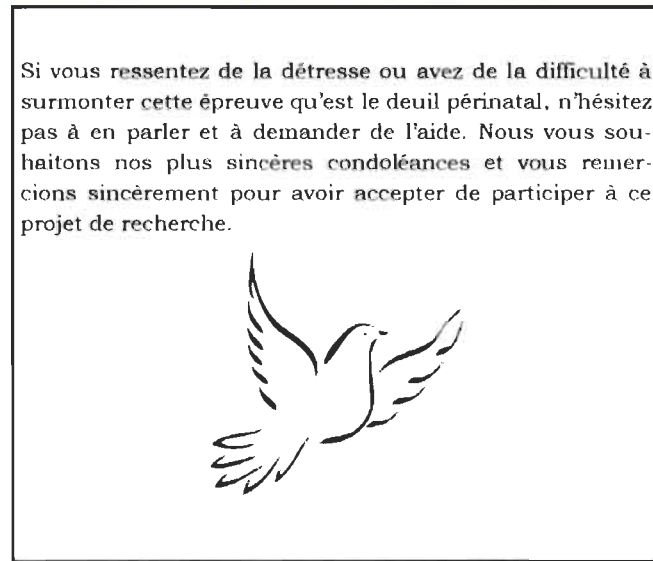 Si vous ressentez de la détresse ou avez de la difficulté à
surmonter cette épreuve qu'est le deuil périnatal, n'hésitez
pas à en parler et à demander de l'aide. Nous vous sou-
haitons nos plus sincères condoléances et vous remer-
cions sincèrement pour avoir accepter de participer à ce
projet de recherche.